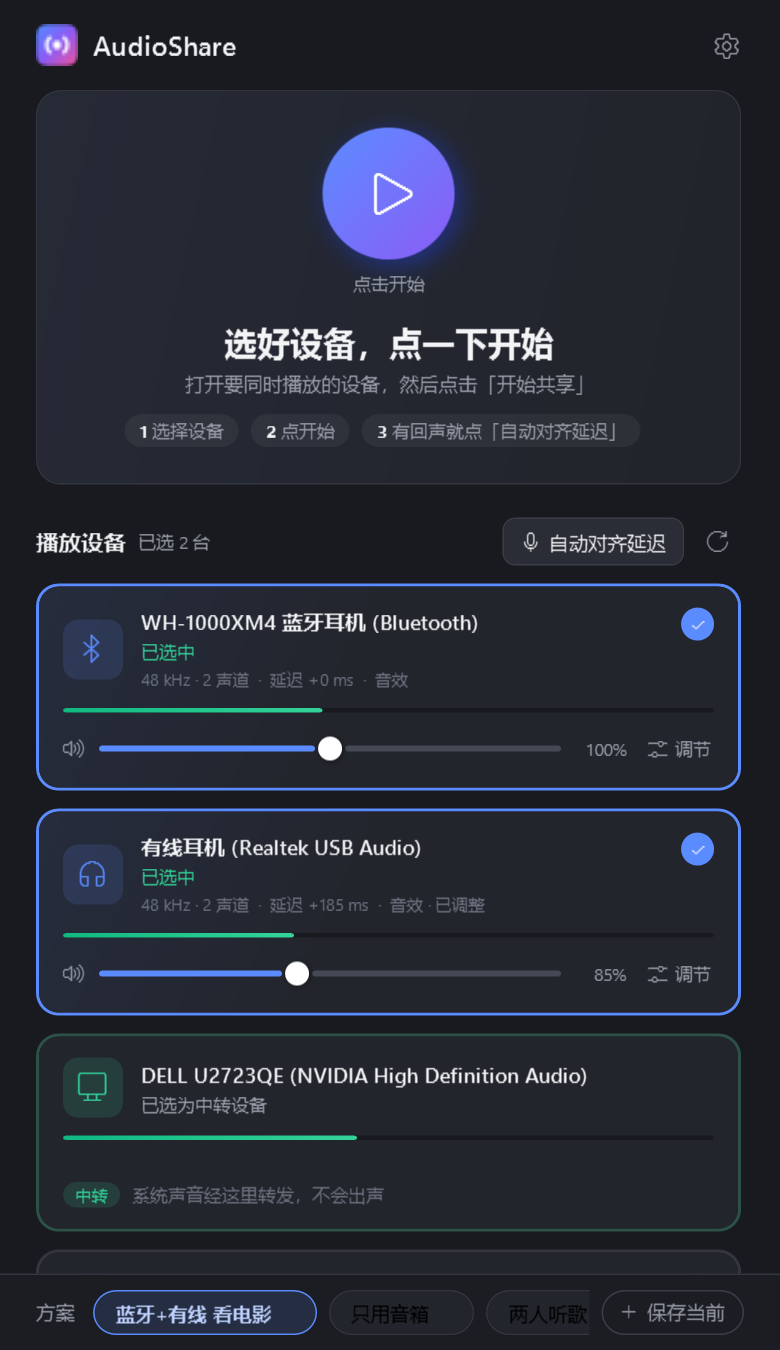 AudioShare
点击开始
选好设备，点一下开始
打开要同时播放的设备，然后点击「开始共享」
1 选择设备 2 点开始 3 有回声就点「自动对齐延迟」
播放设备 已选 2 台 自动对齐延迟
WH-1000XM4 蓝牙耳机 (Bluetooth)
已选中
48 kHz · 2 声道 · 延迟 +0 ms · 音效
100% 调节
有线耳机 (Realtek USB Audio)
已选中
48 kHz · 2 声道 · 延迟 +185 ms · 音效 · 已调整
85% 调节
DELL U2723QE (NVIDIA High Definition Audio)
已选为中转设备
中转 系统声音经这里转发，不会出声
方案 蓝牙+有线 看电影 只用音箱 两人听歌 + 保存当前